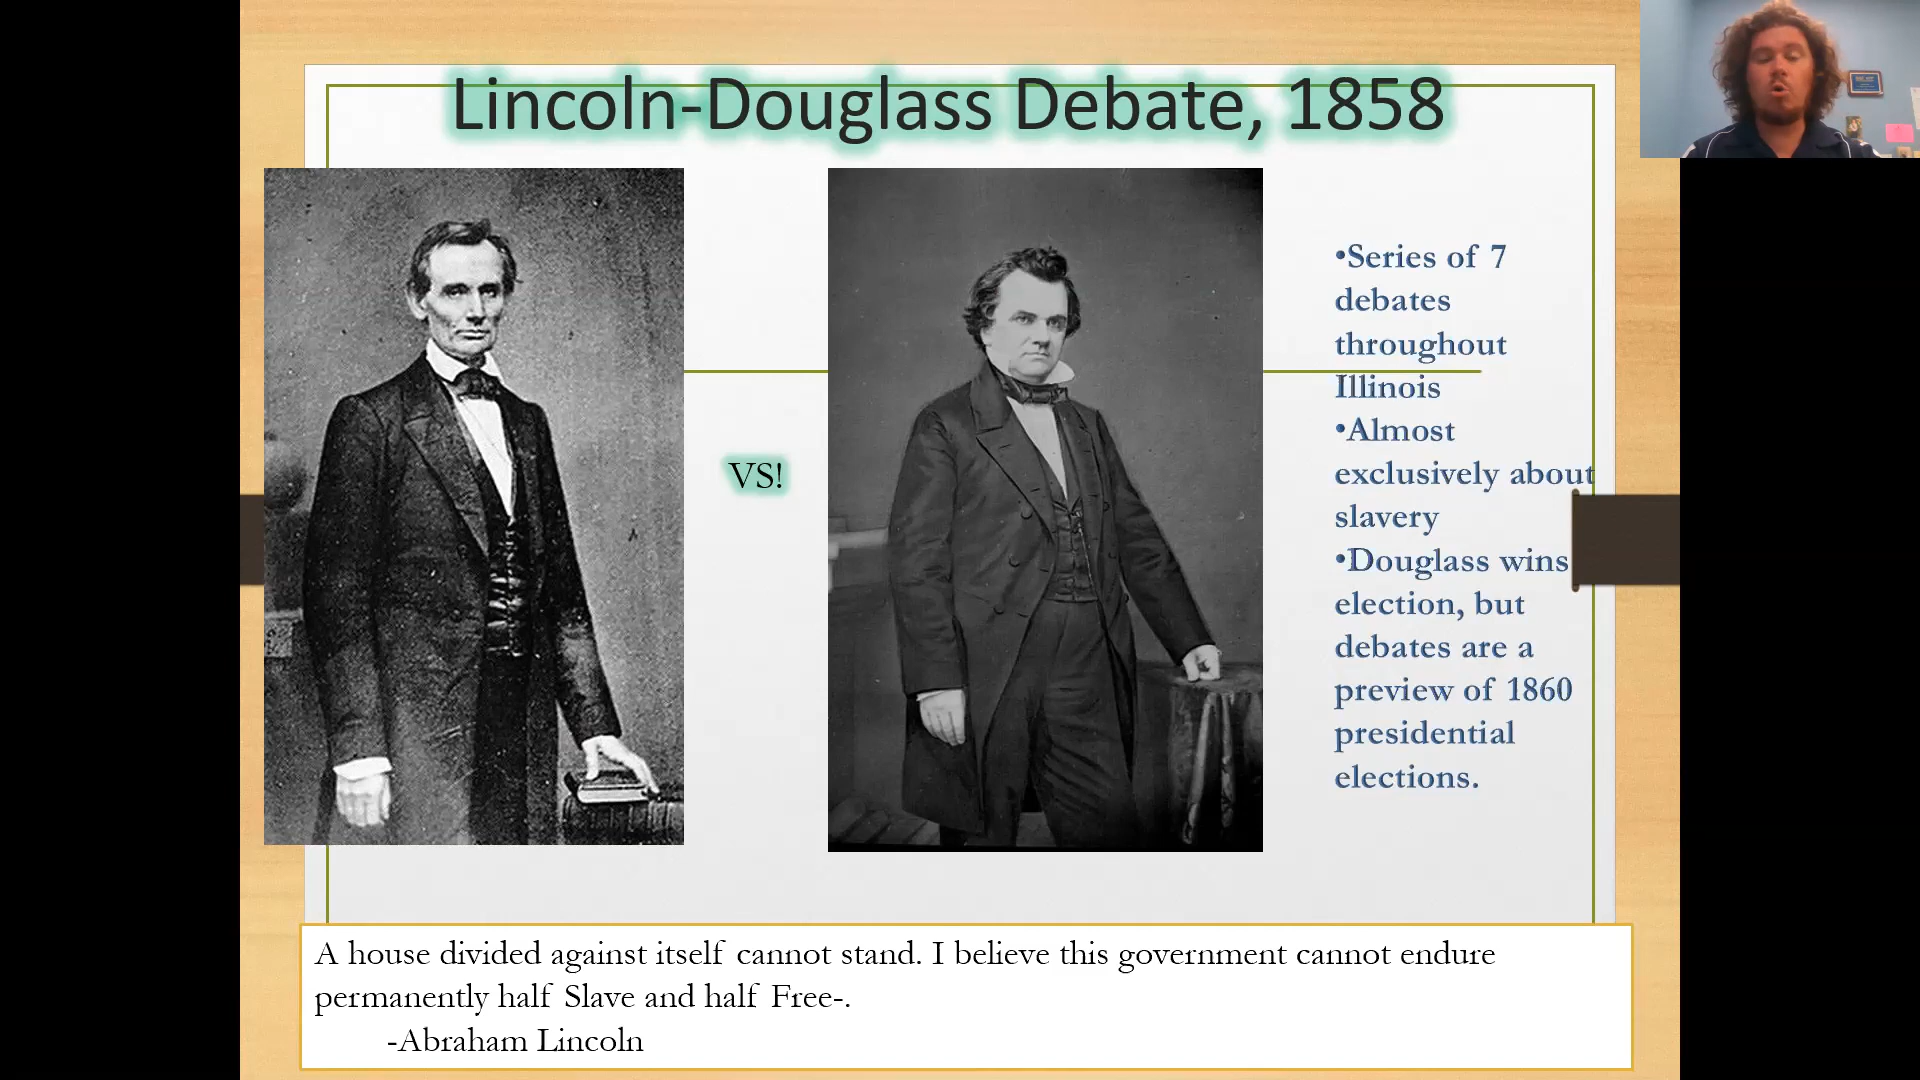 Lincoln-Douglass Debate, 1858
VS!
•Series of 7
debates
throughout
Illinois
•Almost
exclusively about
slavery
•Douglass wins
election, but
debates are a
preview of 1860
presidential
elections.
A house divided against itself cannot stand. I believe this government cannot endure
permanently half Slave and half Free-.
-Abraham Lincoln